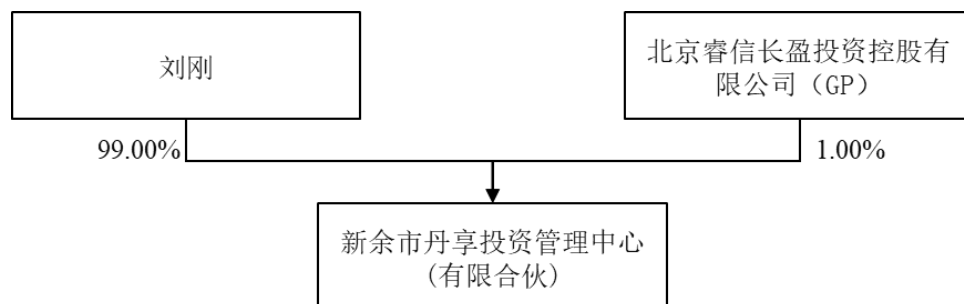 刘刚
北京睿信长盈投资控股有
限公司（GP）
99.00%
1.00%
新余市丹享投资管理中心
(有限合伙)